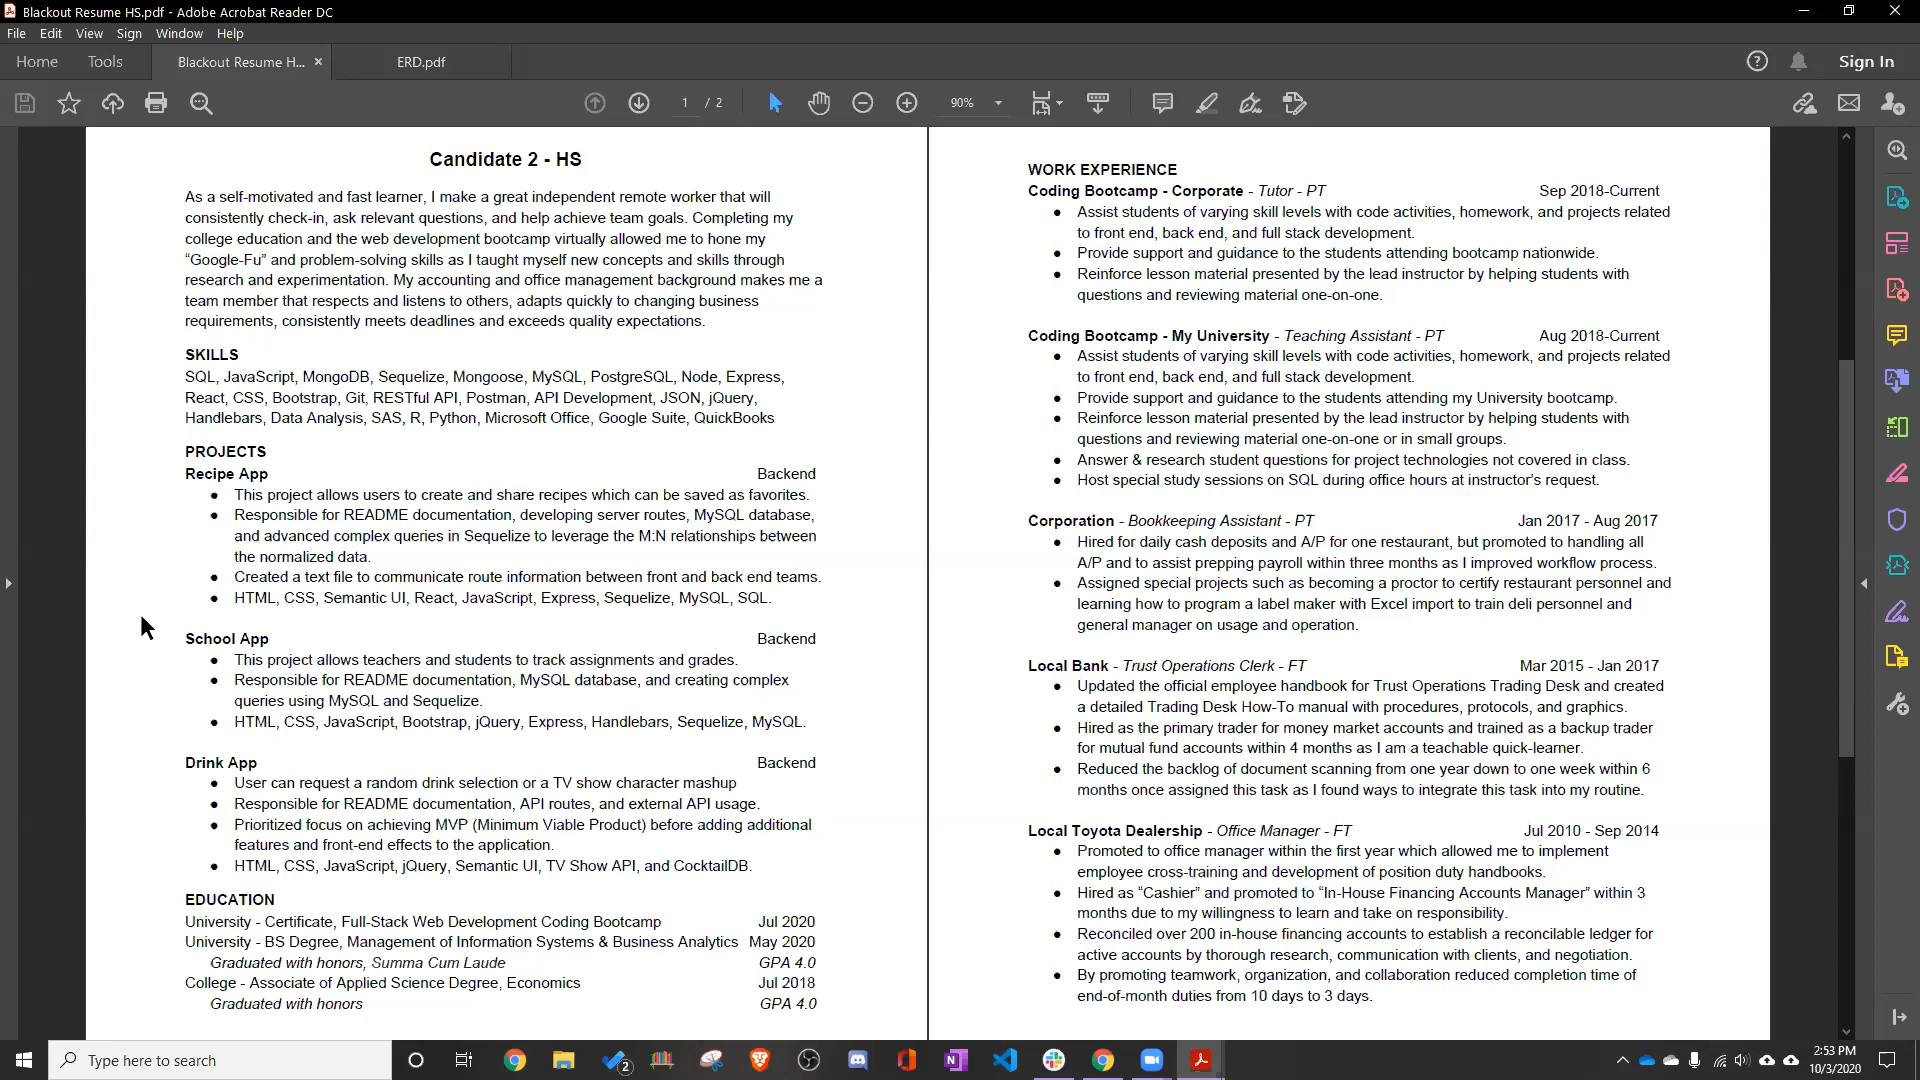 Blackout Resume HS.pdf - Adobe Acrobat Reader DC
File Edit View Sign Window Help
Home Tools Blackout Resume H... × ERD.pdf Sign In
1 / 2 90%
Candidate 2 - HS
As a self-motivated and fast learner, I make a great independent remote worker that will
consistently check-in, ask relevant questions, and help achieve team goals. Completing my
college education and the web development bootcamp virtually allowed me to hone my
“Google-Fu” and problem-solving skills as I taught myself new concepts and skills through
research and experimentation. My accounting and office management background makes me a
team member that respects and listens to others, adapts quickly to changing business
requirements, consistently meets deadlines and exceeds quality expectations.
SKILLS
SQL, JavaScript, MongoDB, Sequelize, Mongoose, MySQL, PostgreSQL, Node, Express,
React, CSS, Bootstrap, Git, RESTful API, Postman, API Development, JSON, jQuery,
Handlebars, Data Analysis, SAS, R, Python, Microsoft Office, Google Suite, QuickBooks
PROJECTS
Recipe App Backend
● This project allows users to create and share recipes which can be saved as favorites.
● Responsible for README documentation, developing server routes, MySQL database,
and advanced complex queries in Sequelize to leverage the M:N relationships between
the normalized data.
● Created a text file to communicate route information between front and back end teams.
● HTML, CSS, Semantic UI, React, JavaScript, Express, Sequelize, MySQL, SQL.
School App Backend
● This project allows teachers and students to track assignments and grades.
● Responsible for README documentation, MySQL database, and creating complex
queries using MySQL and Sequelize.
● HTML, CSS, JavaScript, Bootstrap, jQuery, Express, Handlebars, Sequelize, MySQL.
Drink App Backend
● User can request a random drink selection or a TV show character mashup
● Responsible for README documentation, API routes, and external API usage.
● Prioritized focus on achieving MVP (Minimum Viable Product) before adding additional
features and front-end effects to the application.
● HTML, CSS, JavaScript, jQuery, Semantic UI, TV Show API, and CocktailDB.
EDUCATION
University - Certificate, Full-Stack Web Development Coding Bootcamp Jul 2020
University - BS Degree, Management of Information Systems & Business Analytics May 2020
Graduated with honors, Summa Cum Laude GPA 4.0
College - Associate of Applied Science Degree, Economics Jul 2018
Graduated with honors GPA 4.0
WORK EXPERIENCE
Coding Bootcamp - Corporate - Tutor - PT Sep 2018-Current
● Assist students of varying skill levels with code activities, homework, and projects related
to front end, back end, and full stack development.
● Provide support and guidance to the students attending bootcamp nationwide.
● Reinforce lesson material presented by the lead instructor by helping students with
questions and reviewing material one-on-one.
Coding Bootcamp - My University - Teaching Assistant - PT Aug 2018-Current
● Assist students of varying skill levels with code activities, homework, and projects related
to front end, back end, and full stack development.
● Provide support and guidance to the students attending my University bootcamp.
● Reinforce lesson material presented by the lead instructor by helping students with
questions and reviewing material one-on-one or in small groups.
● Answer & research student questions for project technologies not covered in class.
● Host special study sessions on SQL during office hours at instructor’s request.
Corporation - Bookkeeping Assistant - PT Jan 2017 - Aug 2017
● Hired for daily cash deposits and A/P for one restaurant, but promoted to handling all
A/P and to assist prepping payroll within three months as I improved workflow process.
● Assigned special projects such as becoming a proctor to certify restaurant personnel and
learning how to program a label maker with Excel import to train deli personnel and
general manager on usage and operation.
Local Bank - Trust Operations Clerk - FT Mar 2015 - Jan 2017
● Updated the official employee handbook for Trust Operations Trading Desk and created
a detailed Trading Desk How-To manual with procedures, protocols, and graphics.
● Hired as the primary trader for money market accounts and trained as a backup trader
for mutual fund accounts within 4 months as I am a teachable quick-learner.
● Reduced the backlog of document scanning from one year down to one week within 6
months once assigned this task as I found ways to integrate this task into my routine.
Local Toyota Dealership - Office Manager - FT Jul 2010 - Sep 2014
● Promoted to office manager within the first year which allowed me to implement
employee cross-training and development of position duty handbooks.
● Hired as “Cashier” and promoted to “In-House Financing Accounts Manager” within 3
months due to my willingness to learn and take on responsibility.
● Reconciled over 200 in-house financing accounts to establish a reconcilable ledger for
active accounts by thorough research, communication with clients, and negotiation.
● By promoting teamwork, organization, and collaboration reduced completion time of
end-of-month duties from 10 days to 3 days.
Type here to search
2
2:53 PM
10/3/2020